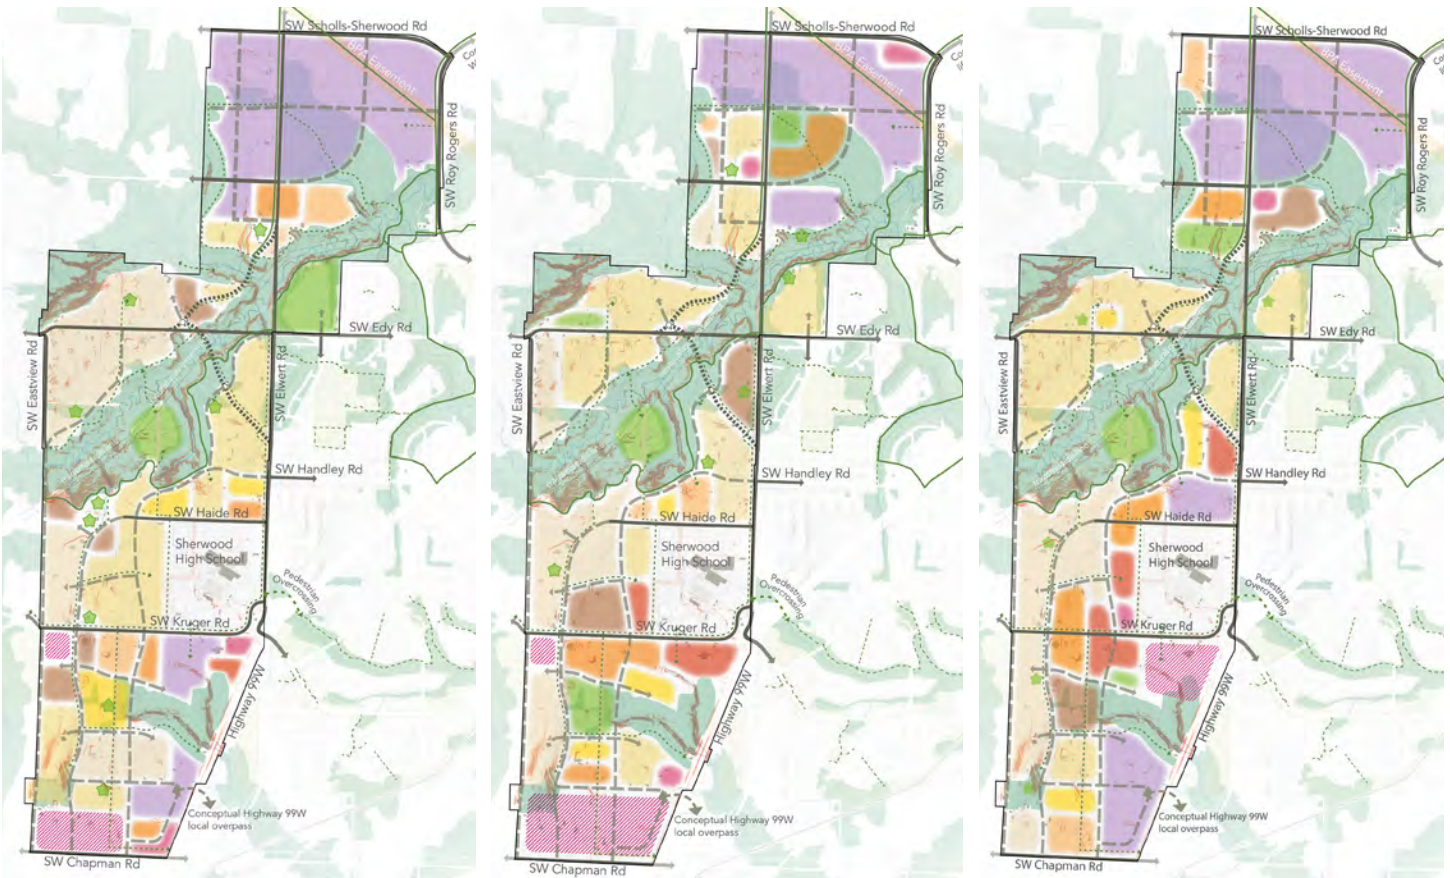 SW Scholls-Sherwood Rd
BPA Easement
SW Roy Rogers Rd
SW Edy Rd
SW Eastview Rd
SW Elwert Rd
SW Handley Rd
SW Haide Rd
Sherwood
High School
Pedestrian
Overcrossing
SW Kruger Rd
Highway 99W
Conceptual Highway 99W
local overpass
SW Chapman Rd
SW Scholls-Sherwood Rd
BPA Easement
SW Roy Rogers Rd
SW Edy Rd
SW Eastview Rd
SW Elwert Rd
SW Handley Rd
SW Haide Rd
Sherwood
High School
Pedestrian
Overcrossing
SW Kruger Rd
Highway 99W
Conceptual Highway 99W
local overpass
SW Chapman Rd
SW Scholls-Sherwood Rd
BPA Easement
SW Roy Rogers Rd
SW Edy Rd
SW Eastview Rd
SW Elwert Rd
SW Handley Rd
SW Haide Rd
Sherwood
High School
Pedestrian
Overcrossing
SW Kruger Rd
Highway 99W
Conceptual Highway 99W
local overpass
SW Chapman Rd